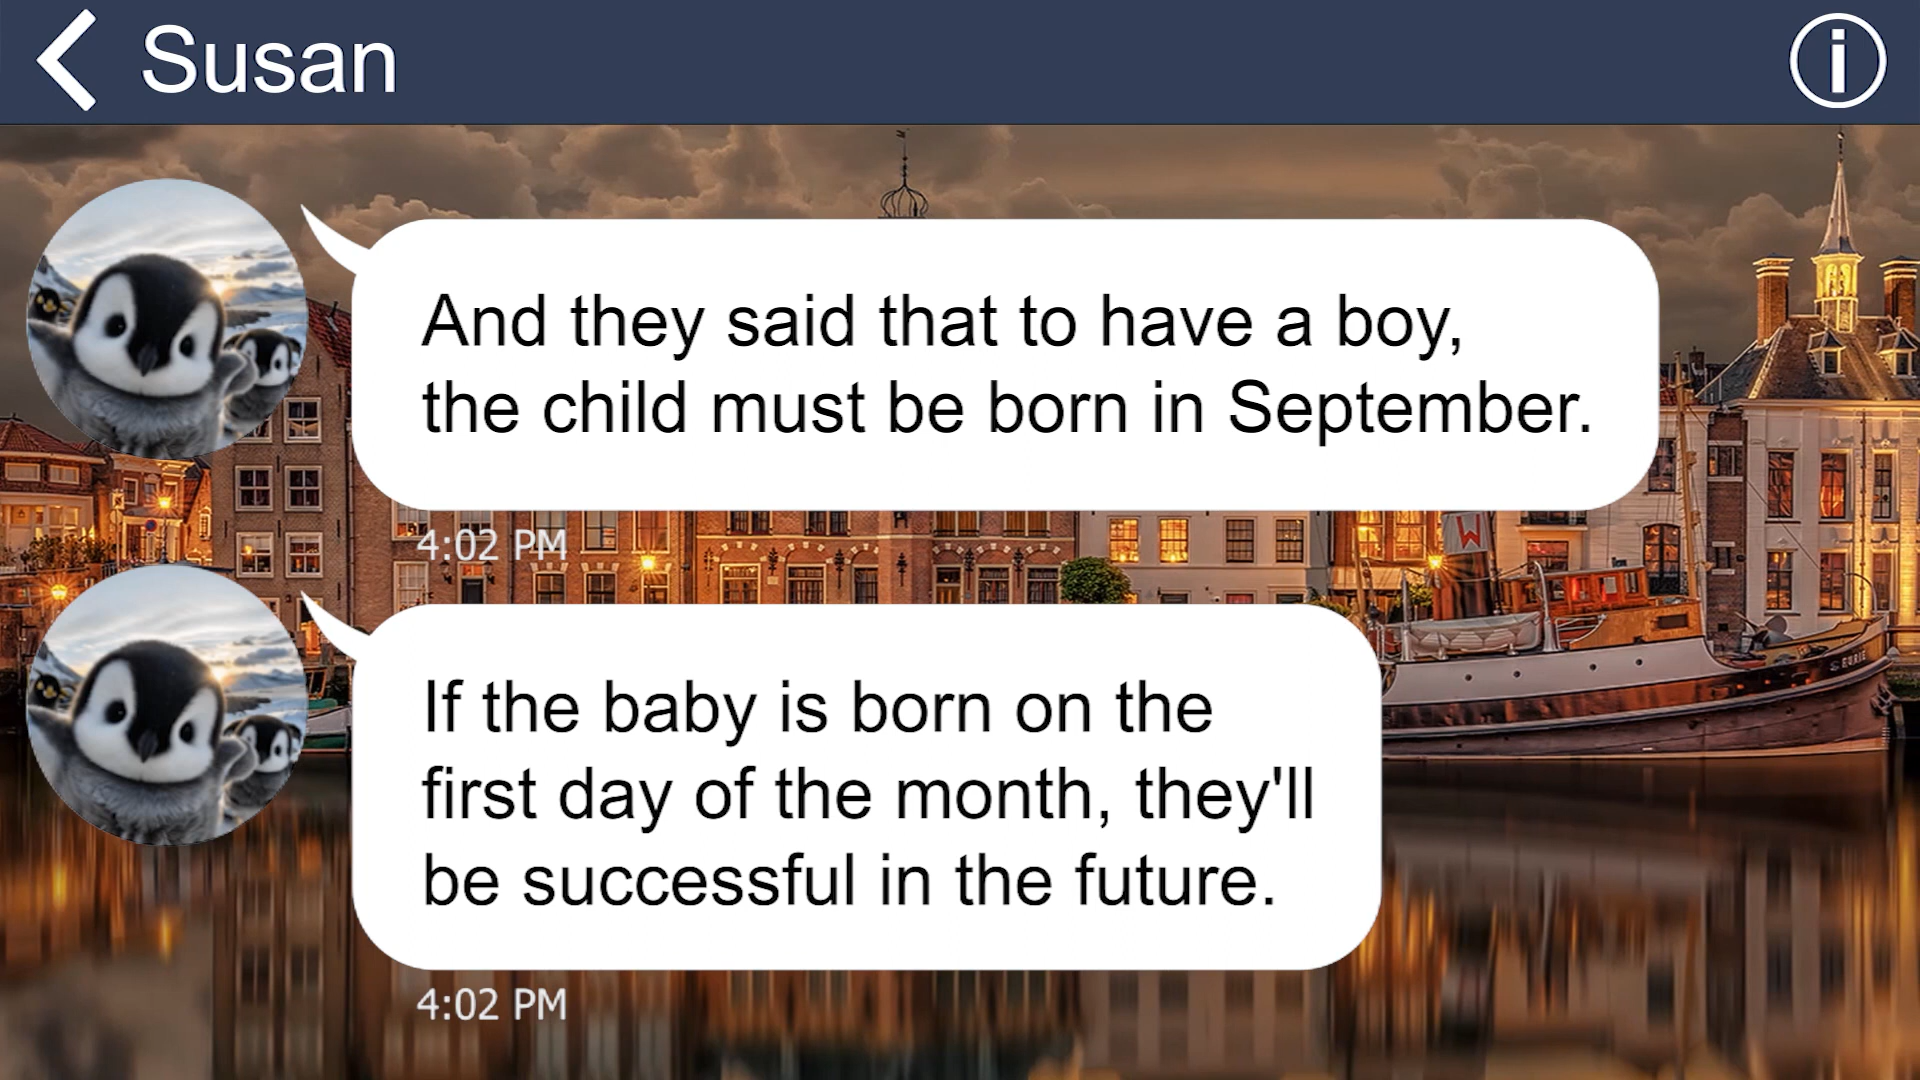 Susan
And they said that to have a boy,
the child must be born in September.
4:02 PM
W
If the baby is born on the
first day of the month, they'll
be successful in the future.
4:02 PM